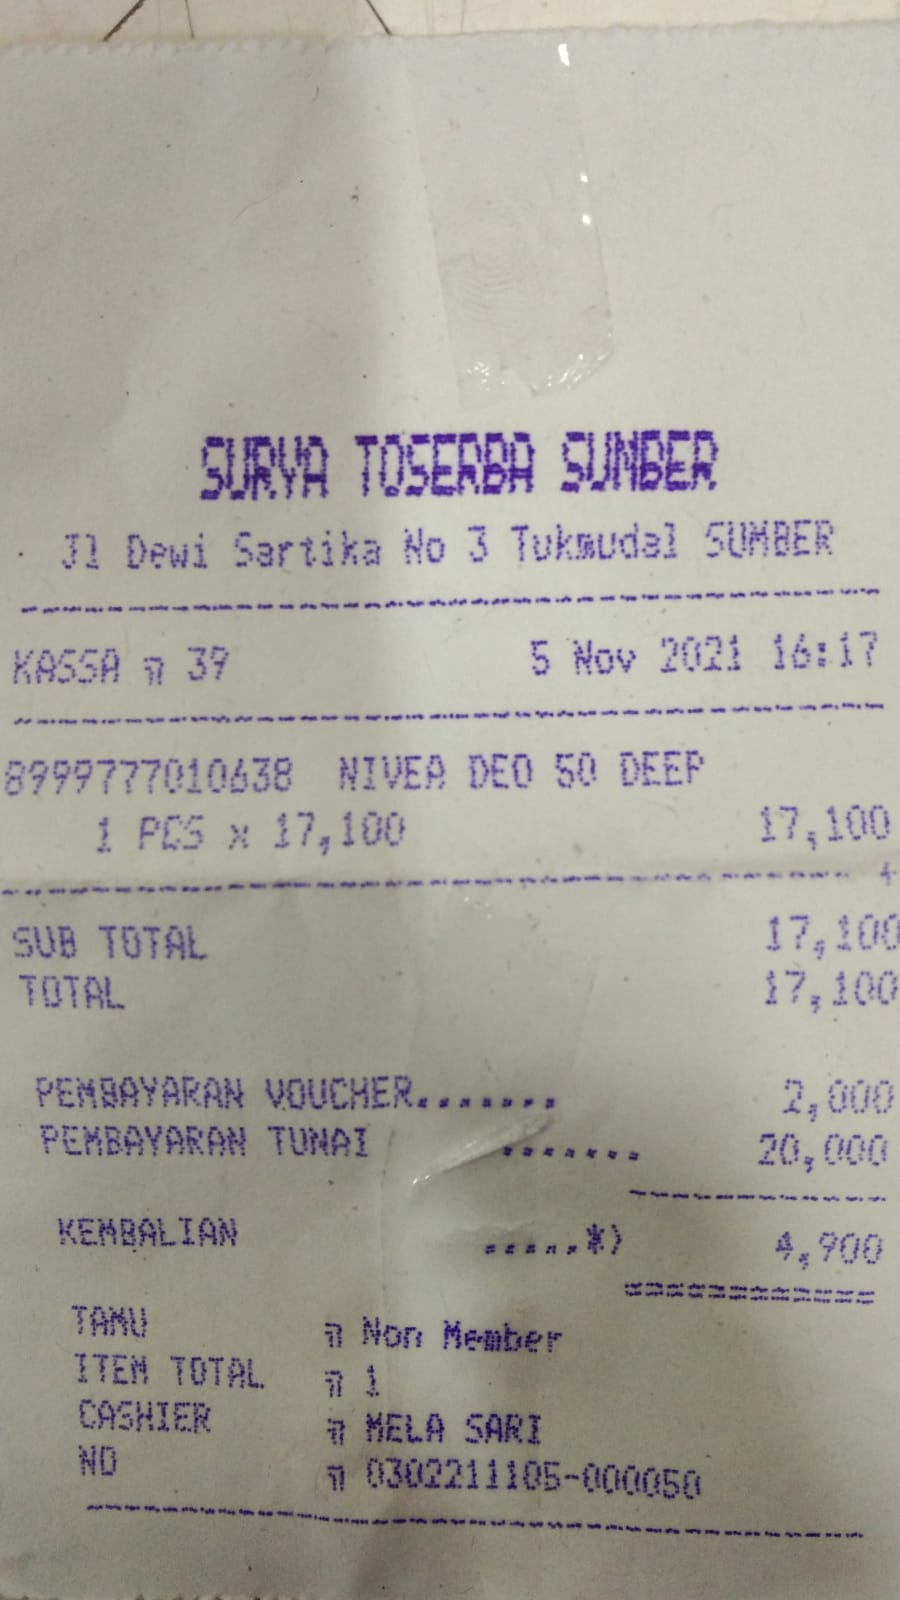 SURYA TOSERBA SUMBER
Jl Dewi Sartika No 3 Tukmudal SUMBER
KASSA : 39 5 Nov 2021 16:17
8999777010638 NIVEA DEO 50 DEEP
1 PCS x 17,100 17,100
+
SUB TOTAL 17,100
TOTAL 17,100
PEMBAYARAN VOUCHER....... 2,000
PEMBAYARAN TUNAI ....... 20,000
KEMBALIAN .....*) 4,900
TAMU : Non Member
ITEM TOTAL : 1
CASHIER : MELA SARI
NO : 0302211105-000050